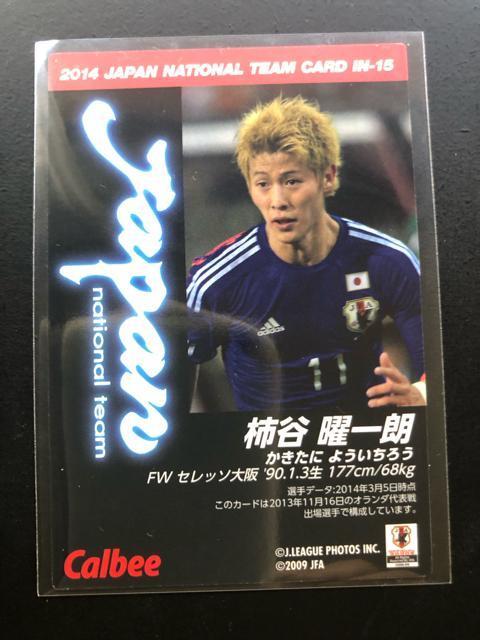 2014 JAPAN NATIONAL TEAM CARD IN-15
Japan
national team
11
柿谷 曜一朗
かきたに よういちろう
FW セレッソ大阪 '90.1.3生 177cm/68kg
選手データ:2014年3月5日時点
このカードは2013年11月16日のオランダ代表戦
出場選手で構成しています。
adidas
Calbee
©J.LEAGUE PHOTOS INC.
©2009 JFA